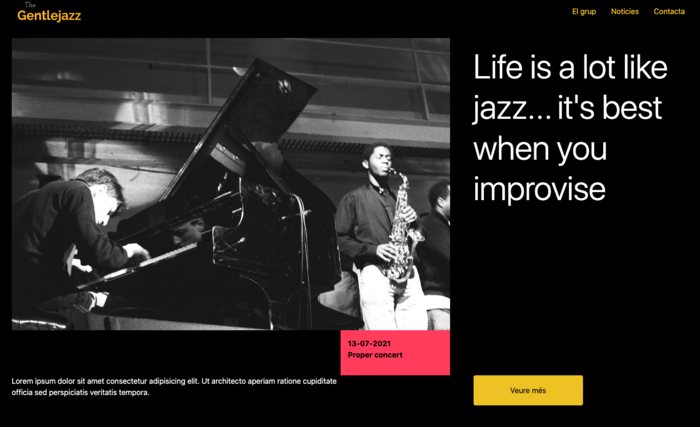 The
Gentlejazz
El grup
Noticies
Contacta
Life is a lot like
jazz... it's best
when you
improvise
13-07-2021
Proper concert
Lorem ipsum dolor sit amet consectetur adipisicing elit. Ut architecto aperiam ratione cupiditate
officia sed perspiciatis veritatis tempora.
Veure més